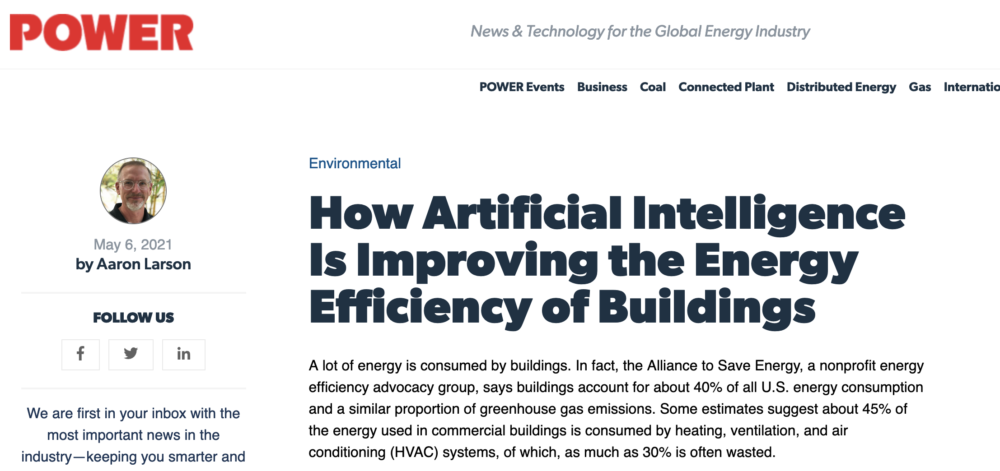 POWER
News & Technology for the Global Energy Industry
POWER Events Business Coal Connected Plant Distributed Energy Gas Internatio
May 6, 2021
by Aaron Larson
FOLLOW US
f
in
We are first in your inbox with the
most important news in the
industry—keeping you smarter and
Environmental
How Artificial Intelligence
Is Improving the Energy
Efficiency of Buildings
A lot of energy is consumed by buildings. In fact, the Alliance to Save Energy, a nonprofit energy
efficiency advocacy group, says buildings account for about 40% of all U.S. energy consumption
and a similar proportion of greenhouse gas emissions. Some estimates suggest about 45% of
the energy used in commercial buildings is consumed by heating, ventilation, and air
conditioning (HVAC) systems, of which, as much as 30% is often wasted.